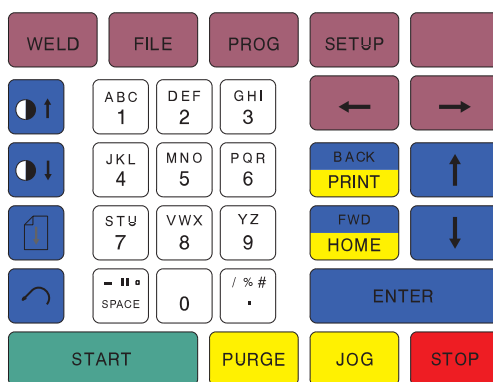 WELD
FILE
PROG
SETUP
ABC
1
DEF
2
GHI
3
JKL
4
MNO
5
PQR
6
BACK
PRINT
STU
7
VWX
8
YZ
9
FWD
HOME
SPACE
0
/ % #
.
ENTER
START
PURGE
JOG
STOP